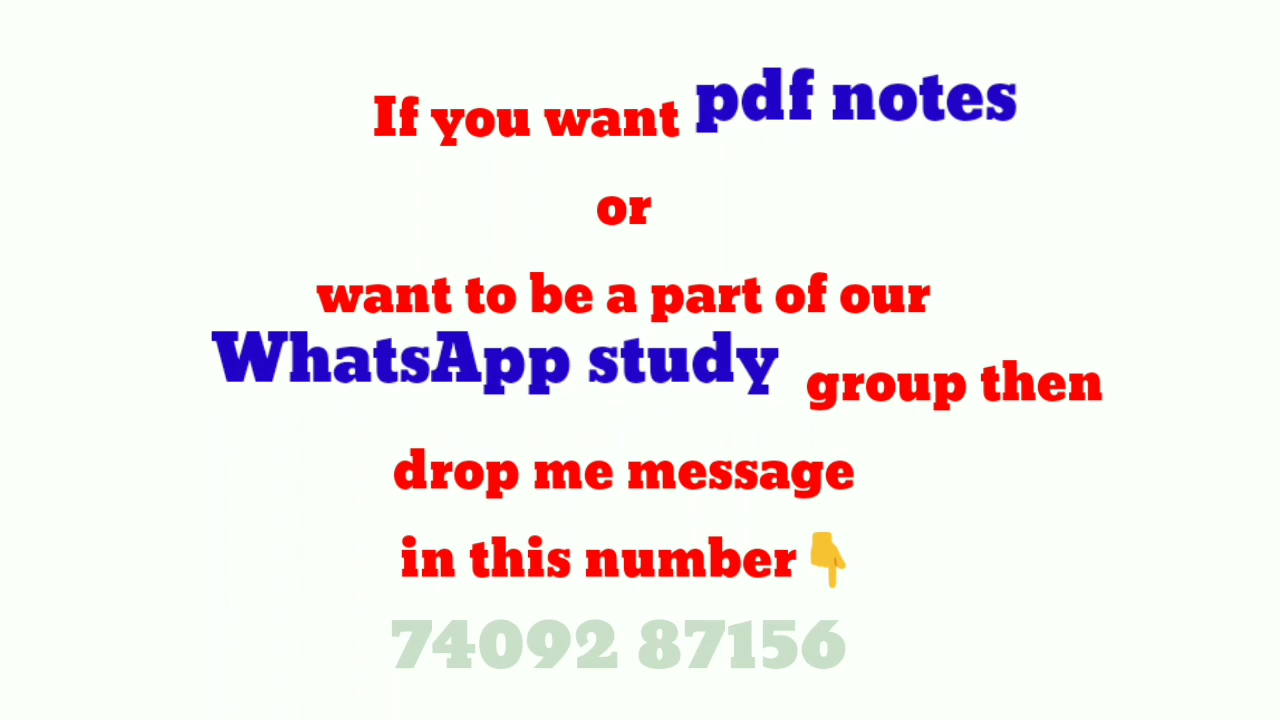 If you want pdf notes
or
want to be a part of our
WhatsApp study group then
drop me message
in this number👇
74092 87156